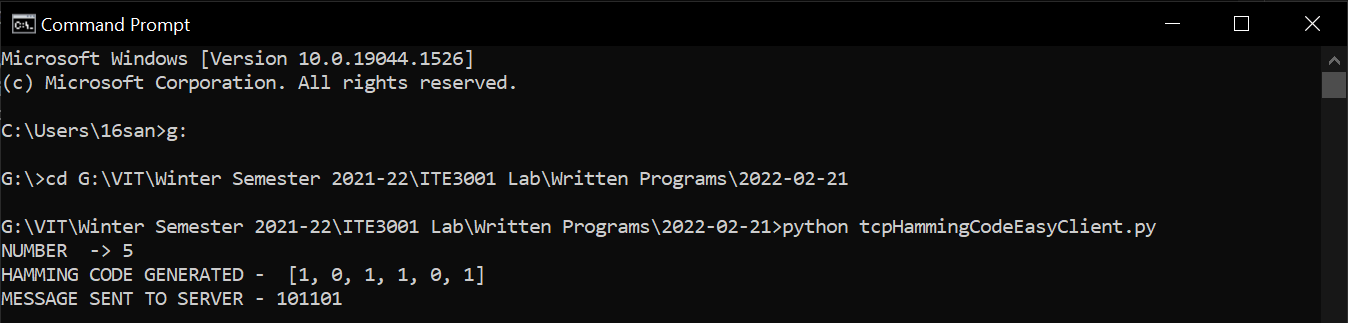 Command Prompt
Microsoft Windows [Version 10.0.19044.1526]
(c) Microsoft Corporation. All rights reserved.
C:\Users\16san>g:
G:\>cd G:\VIT\Winter Semester 2021-22\ITE3001 Lab\Written Programs\2022-02-21
G:\VIT\Winter Semester 2021-22\ITE3001 Lab\Written Programs\2022-02-21>python tcpHammingCodeEasyClient.py
NUMBER  -> 5
HAMMING CODE GENERATED -  [1, 0, 1, 1, 0, 1]
MESSAGE SENT TO SERVER - 101101